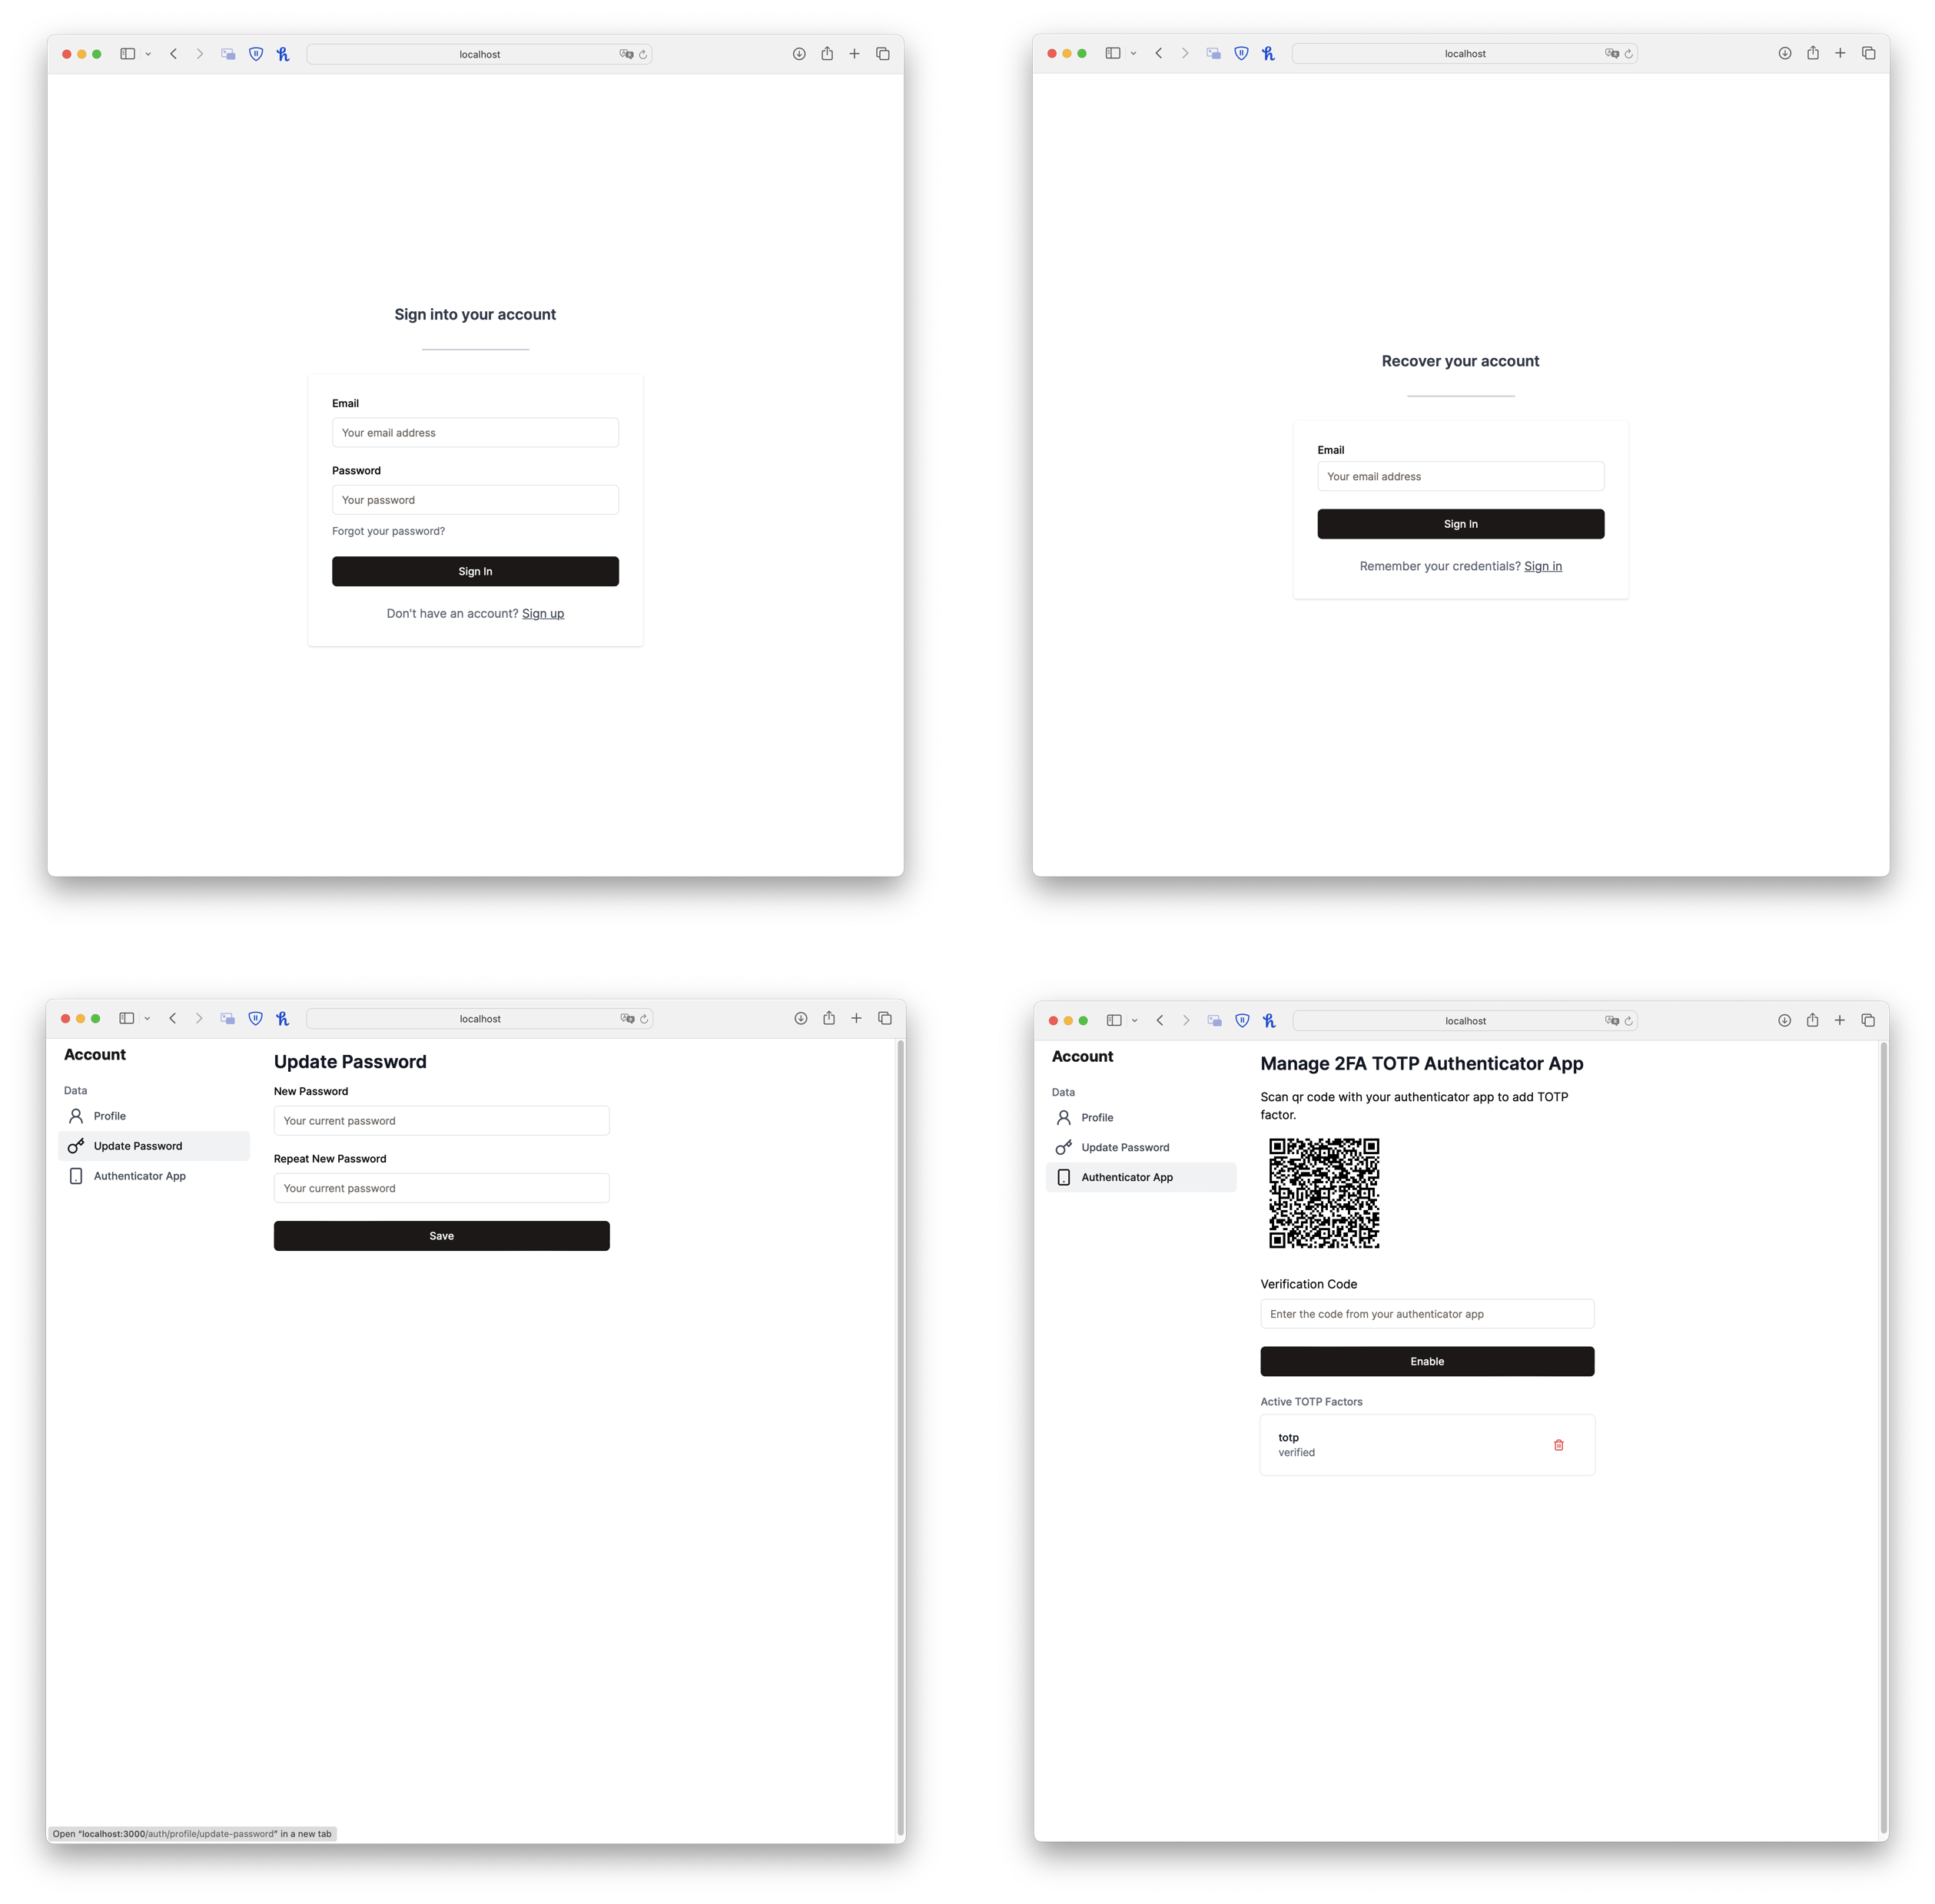 localhost
Sign into your account
Email
Your email address
Password
Your password
Forgot your password?
Sign In
Don't have an account? Sign up
localhost
Recover your account
Email
Your email address
Sign In
Remember your credentials? Sign in
localhost
Account
Data
Profile
Update Password
Authenticator App
Update Password
New Password
Your current password
Repeat New Password
Your current password
Save
Open “localhost:3000/auth/profile/update-password” in a new tab
localhost
Account
Data
Profile
Update Password
Authenticator App
Manage 2FA TOTP Authenticator App
Scan qr code with your authenticator app to add TOTP
factor.
Verification Code
Enter the code from your authenticator app
Enable
Active TOTP Factors
totp
verified